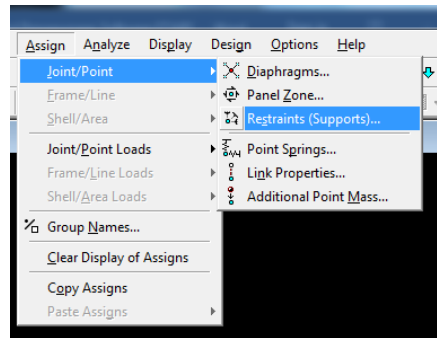 Assign Analyze Display Design Options Help
Joint/Point
Frame/Line
Shell/Area
Joint/Point Loads
Frame/Line Loads
Shell/Area Loads
Group Names...
Clear Display of Assigns
Copy Assigns
Paste Assigns
Diaphragms...
Panel Zone...
Restraints (Supports)...
Point Springs...
Link Properties...
Additional Point Mass...